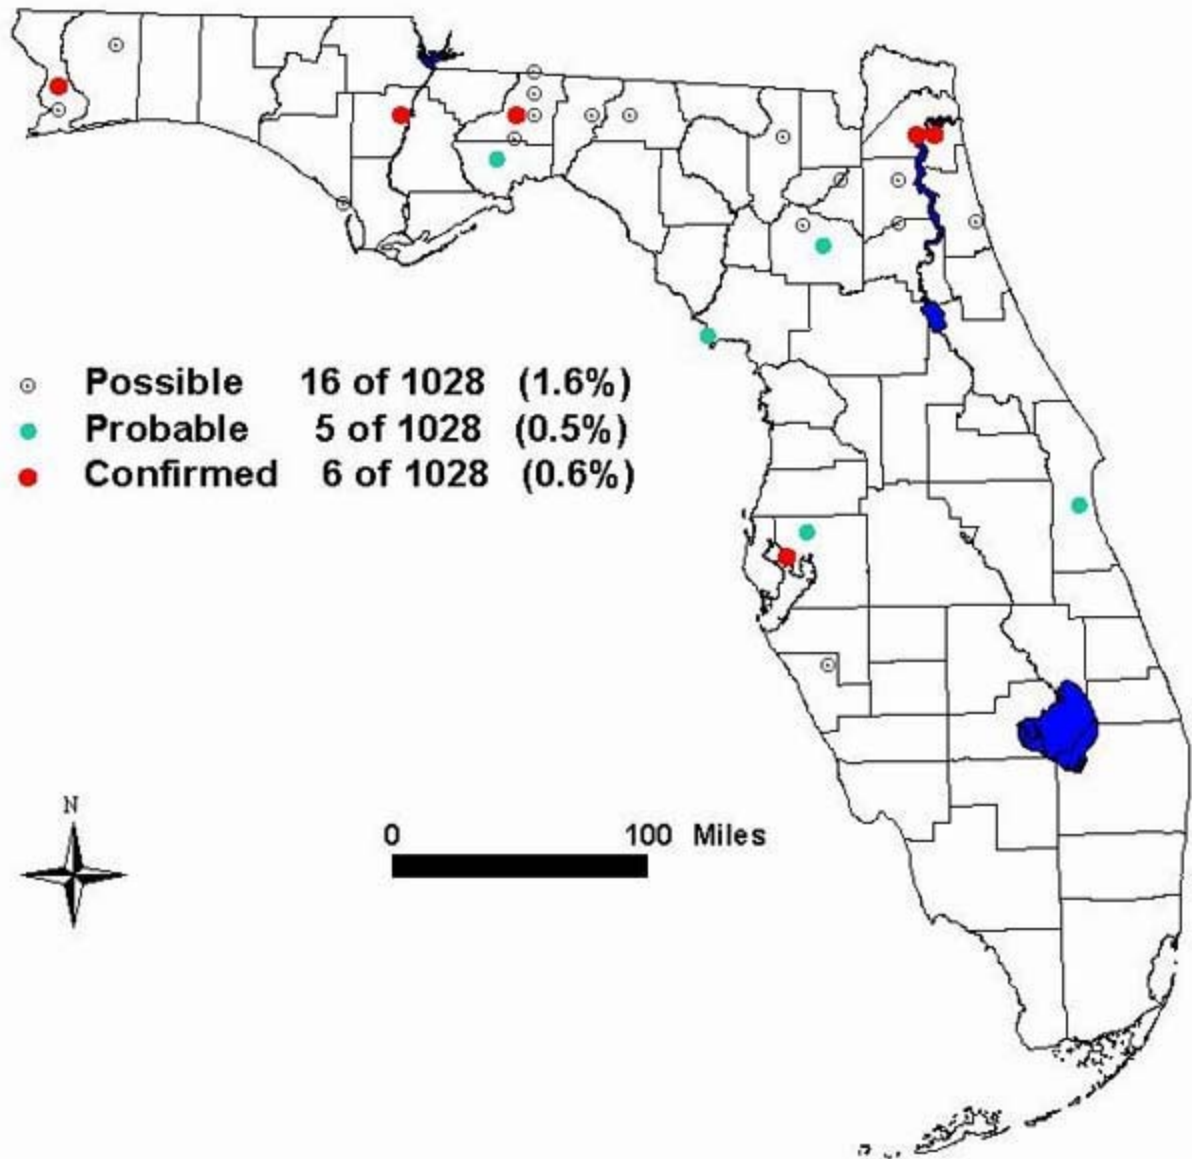 Possible 16 of 1028 (1.6%)
Probable 5 of 1028 (0.5%)
Confirmed 6 of 1028 (0.6%)
N
0 100 Miles